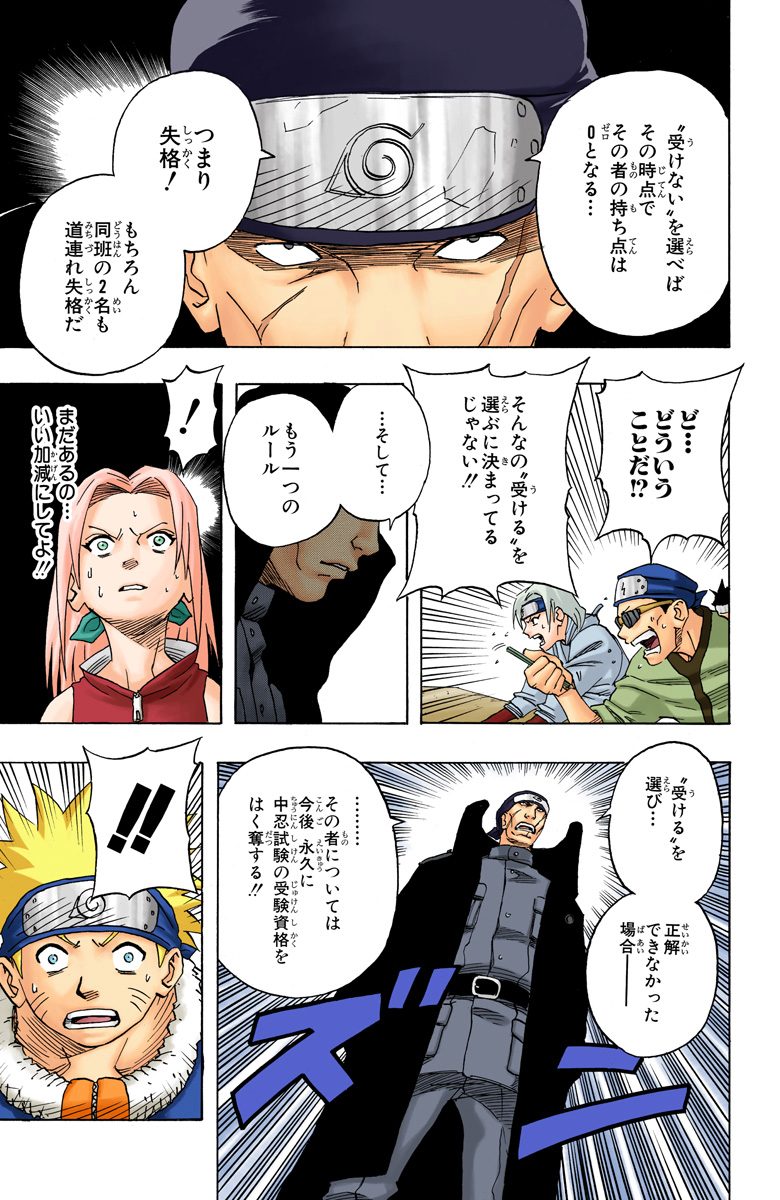 〝受けない〟を選べば
その時点で
その者の持ち点は
0となる…
つまり
失格!
もちろん
同班の2名も
道連れ失格だ
ど…
どういう
ことだ!?
そんなの〝受ける〟を
選ぶに決まってる
じゃない!!
…そして…
もう一つの
ルール
!
まだあるの…
いい加減にしてよ!!
〝受ける〟を
選び…
正解
できなかった
場合――
…………
その者については
今後 永久に
中忍試験の受験資格を
はく奪する!!
ズズ
!!